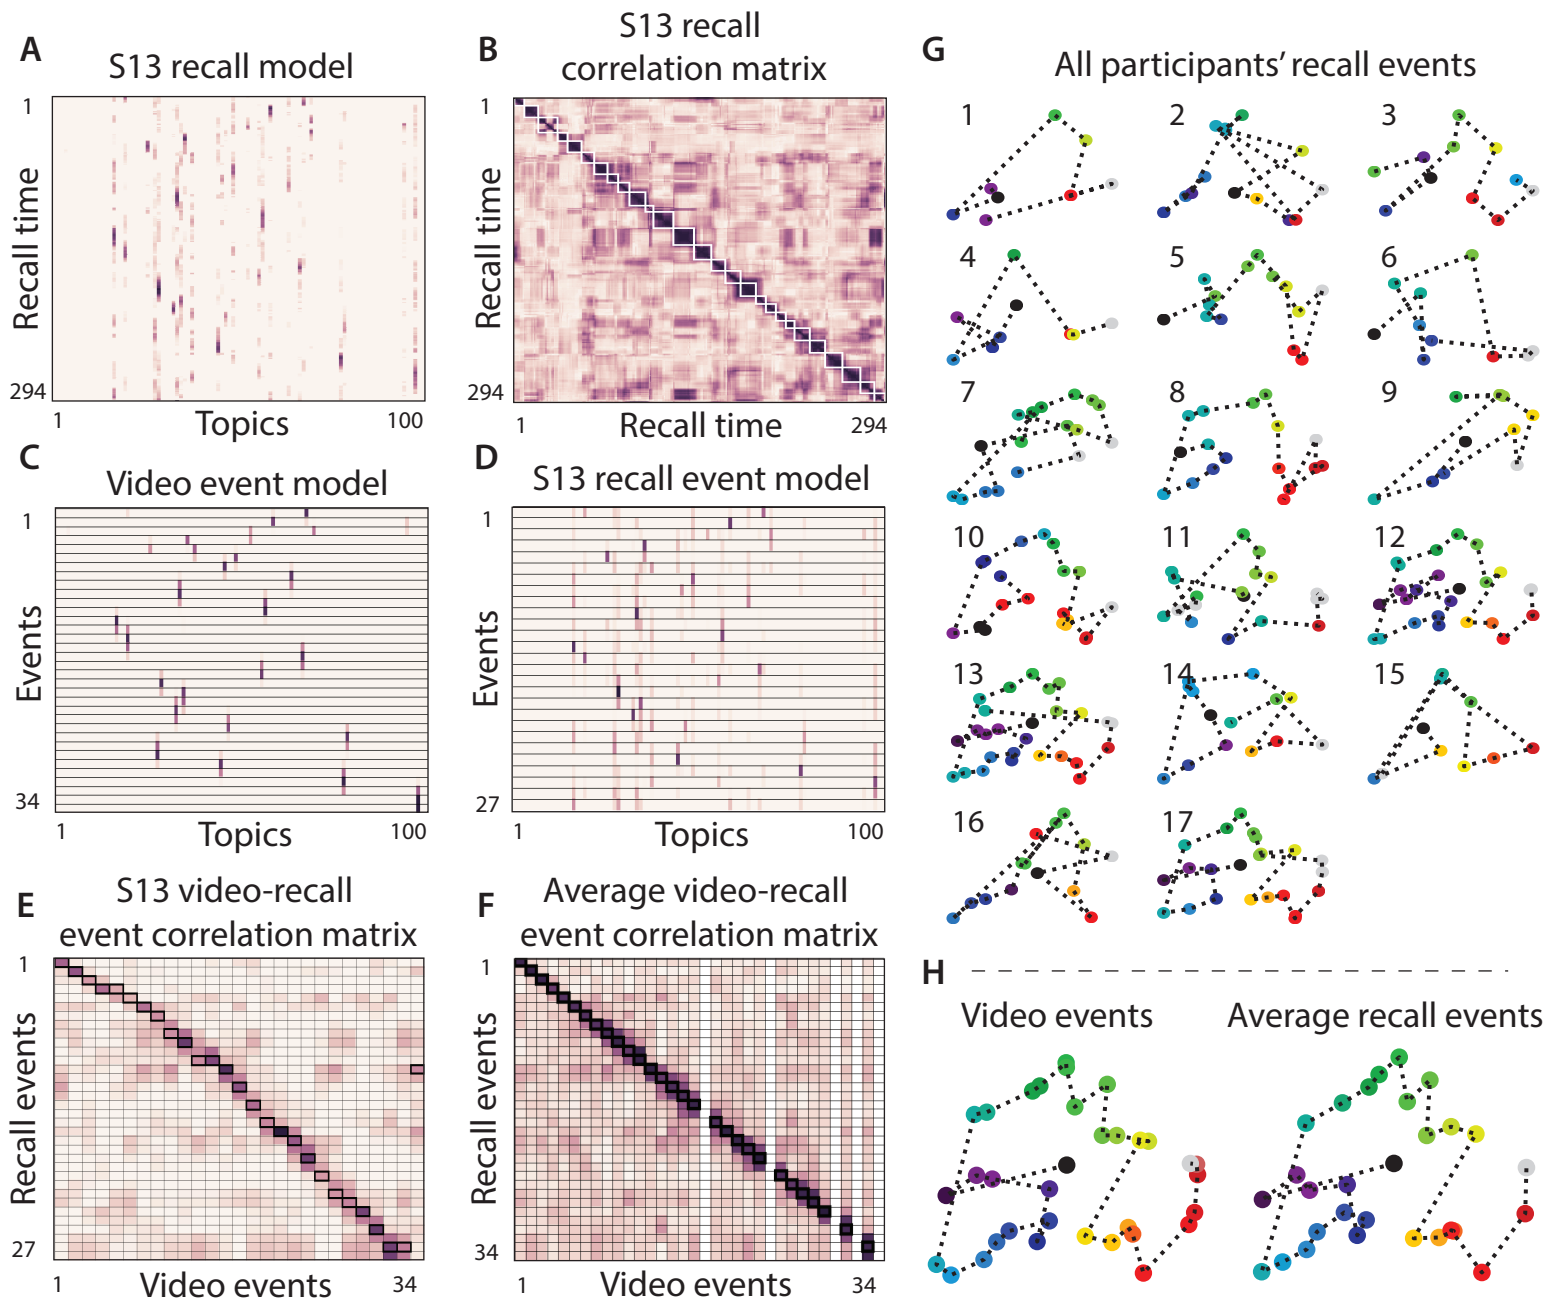 A
S13 recall model
1
Recall time
294
1
Topics
100
B
S13 recall
correlation matrix
1
Recall time
294
1
Recall time
294
C
Video event model
1
Events
34
1
Topics
100
D
S13 recall event model
1
Events
27
1
Topics
100
E
S13 video-recall
event correlation matrix
1
Recall events
27
1
Video events
34
F
Average video-recall
event correlation matrix
1
Recall events
34
1
Video events
34
G
All participants’ recall events
1
2
3
4
5
6
7
8
9
10
11
12
13
14
15
16
17
H
Video events
Average recall events